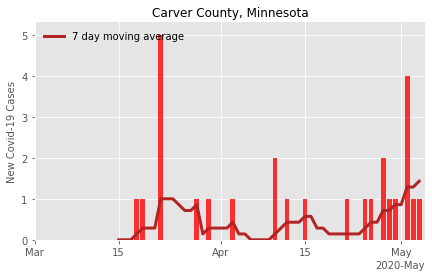 Carver County, Minnesota
7 day moving average
New Covid-19 Cases
5
4
3
2
1
0
Mar 15 Apr 15 May
2020-May